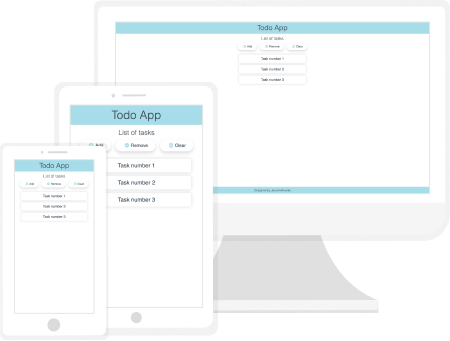 Todo App
List of tasks
Add Remove Clear
Task number 1
Task number 2
Task number 3
Todo App
List of tasks
Add Remove Clear
Task number 1
Task number 2
Task number 3
Todo App
List of tasks
Add Remove Clear
Task number 1
Task number 2
Task number 3